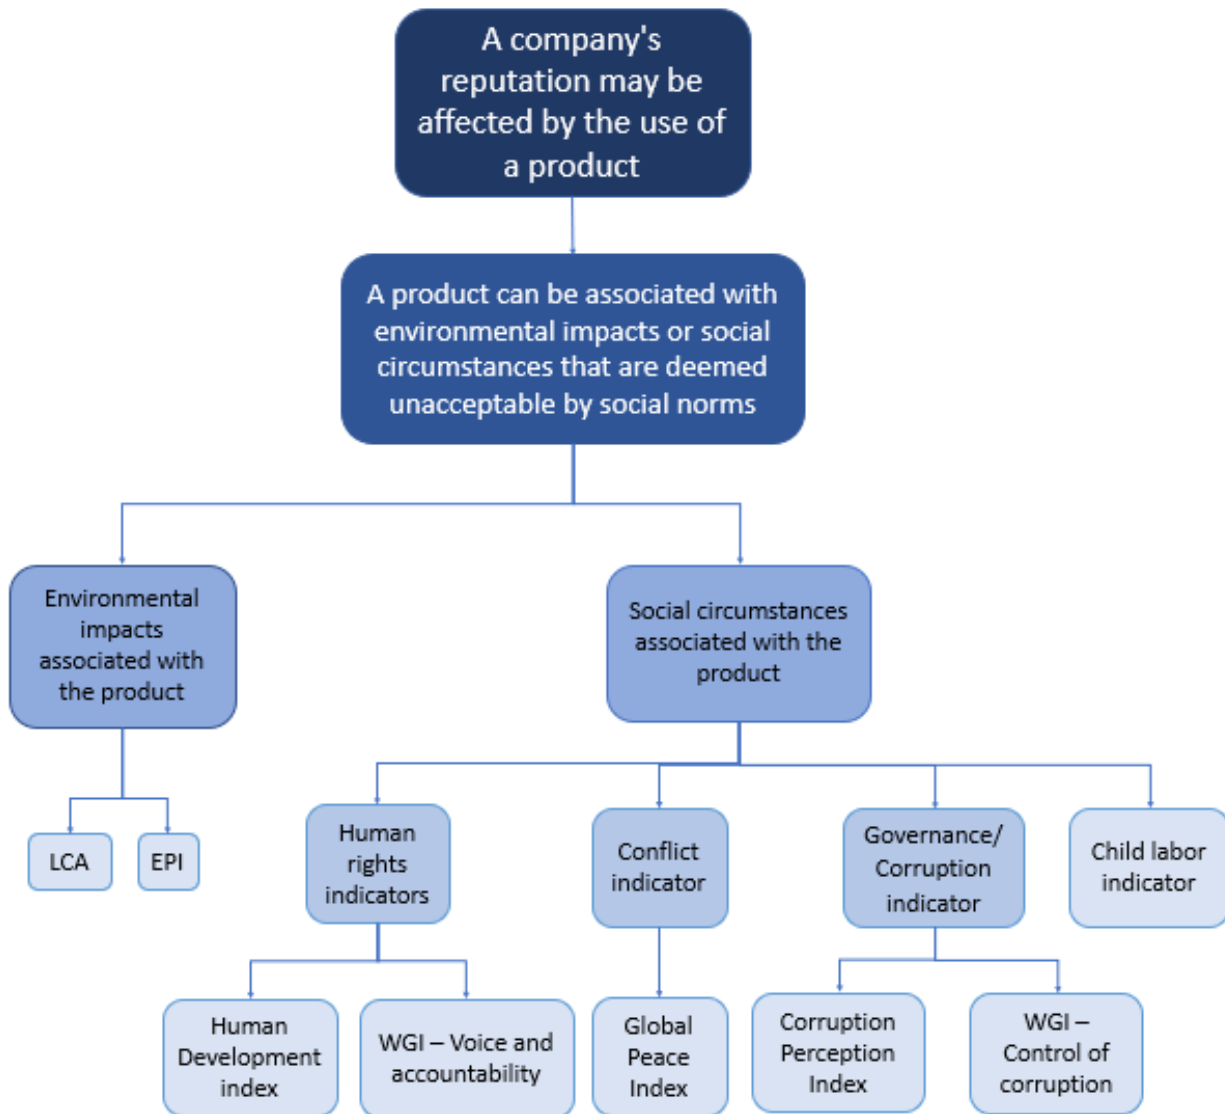 A company's
reputation may be
affected by the use of
a product
A product can be associated with
environmental impacts or social
circumstances that are deemed
unacceptable by social norms
Environmental
impacts
associated with
the product
Social circumstances
associated with the
product
LCA
EPI
Human
rights
indicators
Conflict
indicator
Governance/
Corruption
indicator
Child labor
indicator
Human
Development
index
WGI – Voice and
accountability
Global
Peace
Index
Corruption
Perception
Index
WGI –
Control of
corruption